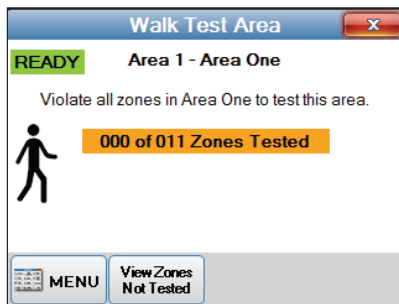 Walk Test Area
READY Area 1 - Area One
Violate all zones in Area One to test this area.
000 of 011 Zones Tested
MENU
View Zones
Not Tested